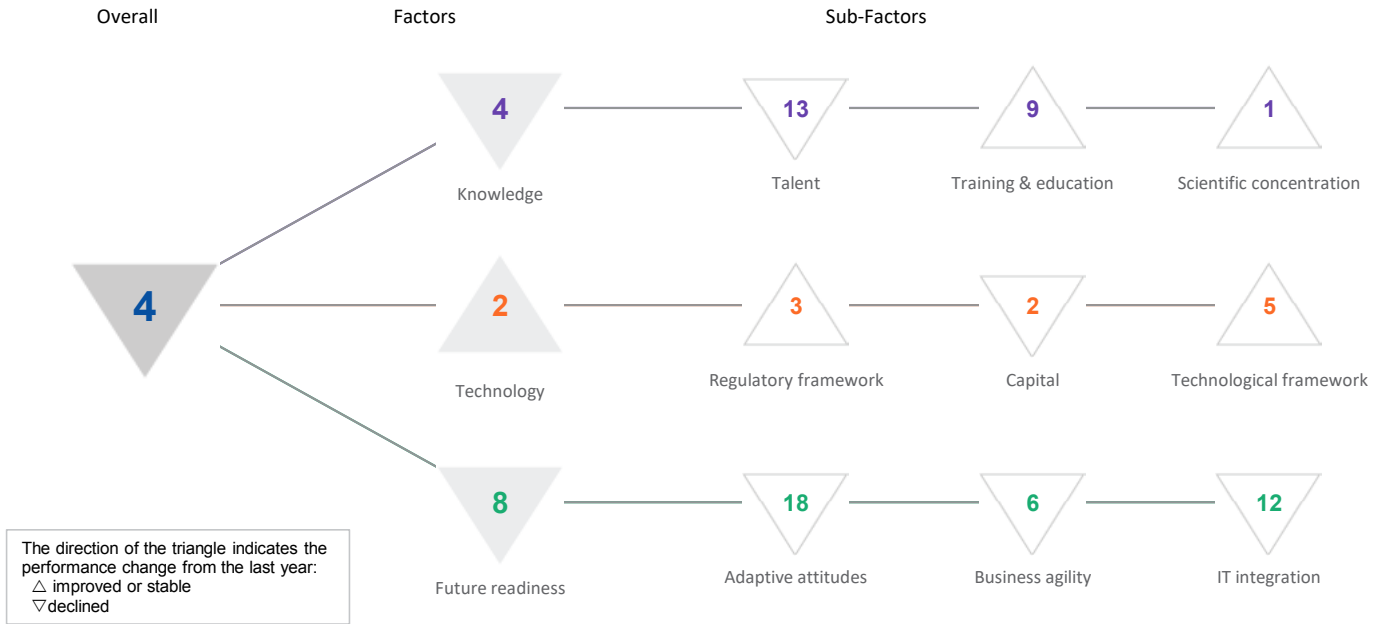 Overall
Factors
Sub-Factors
4
13
9
1
Knowledge
Talent
Training & education
Scientific concentration
4
2
3
2
5
Technology
Regulatory framework
Capital
Technological framework
8
18
6
12
Future readiness
Adaptive attitudes
Business agility
IT integration
The direction of the triangle indicates the
performance change from the last year:
△ improved or stable
▽declined